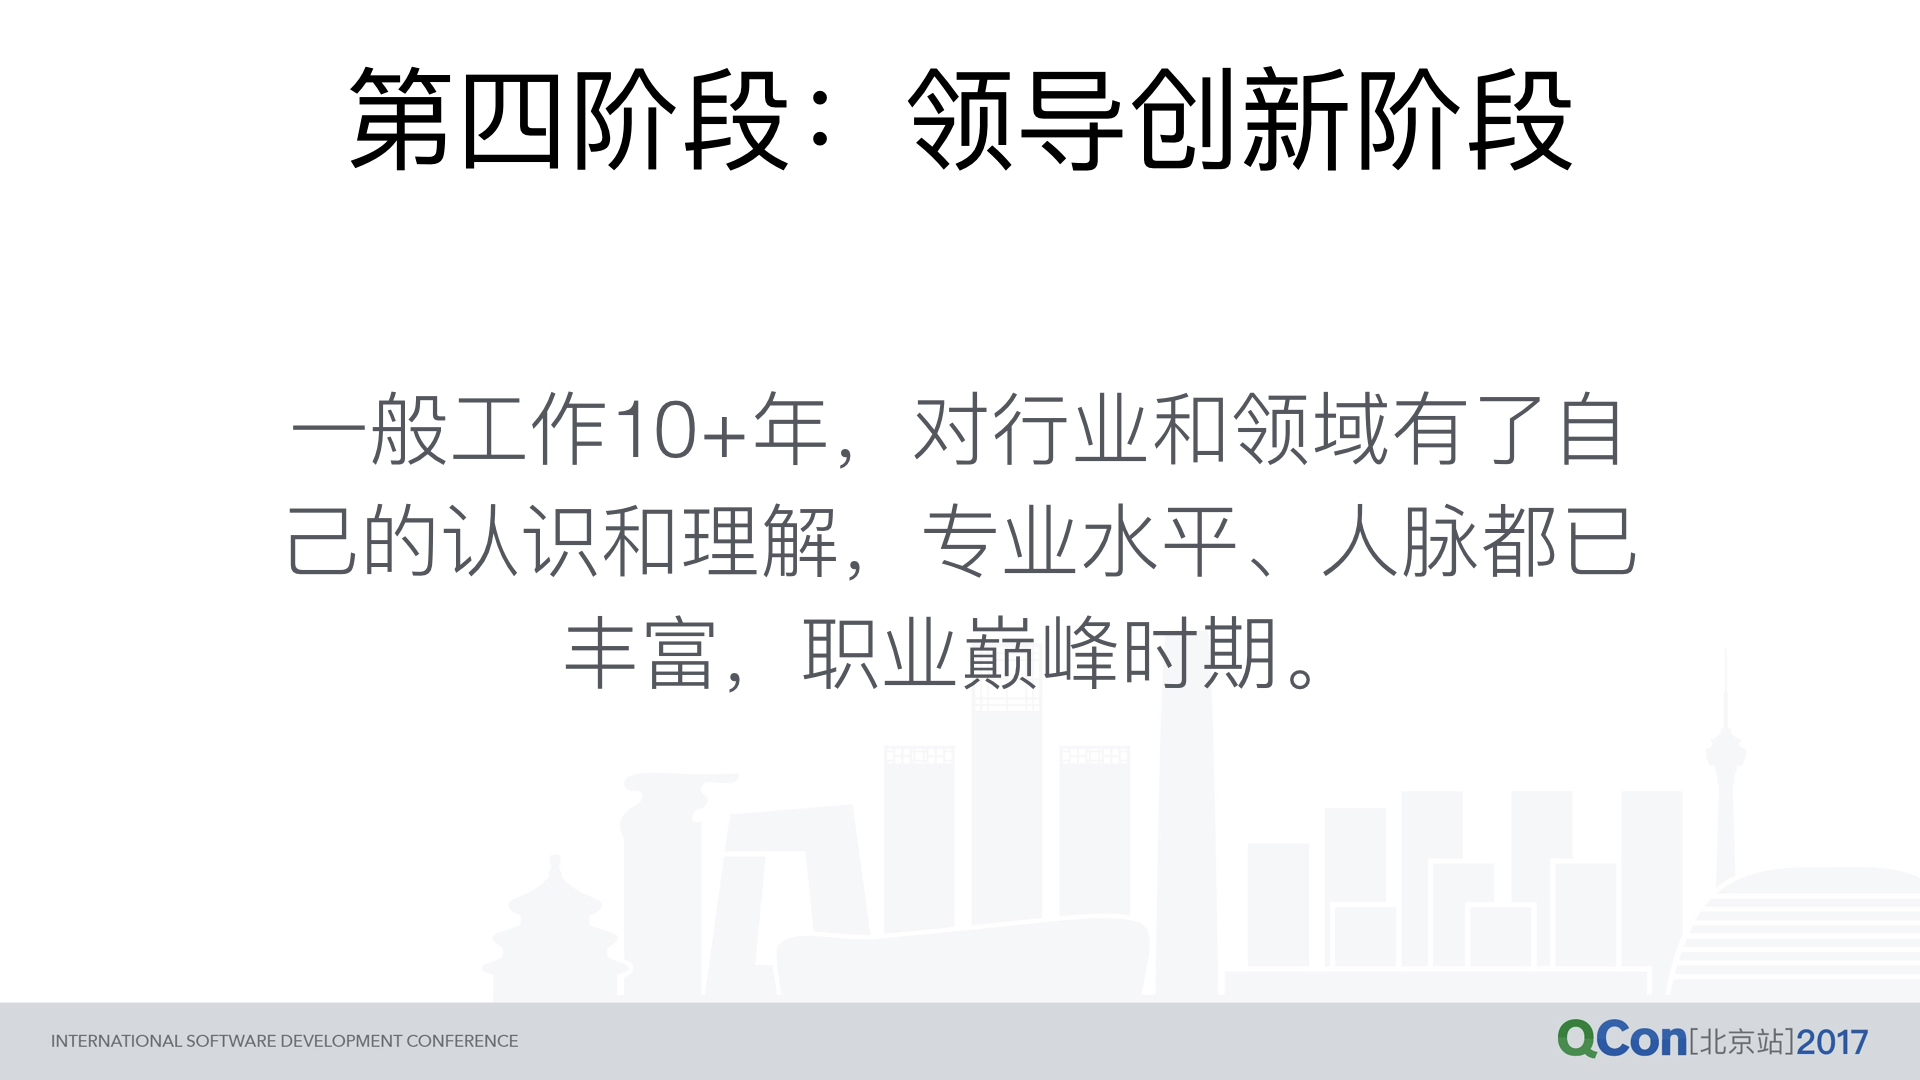 第四阶段：领导创新阶段
一般工作10+年，对行业和领域有了自
己的认识和理解，专业水平、人脉都已
丰富，职业巅峰时期。
INTERNATIONAL SOFTWARE DEVELOPMENT CONFERENCE
QCon[北京站]2017